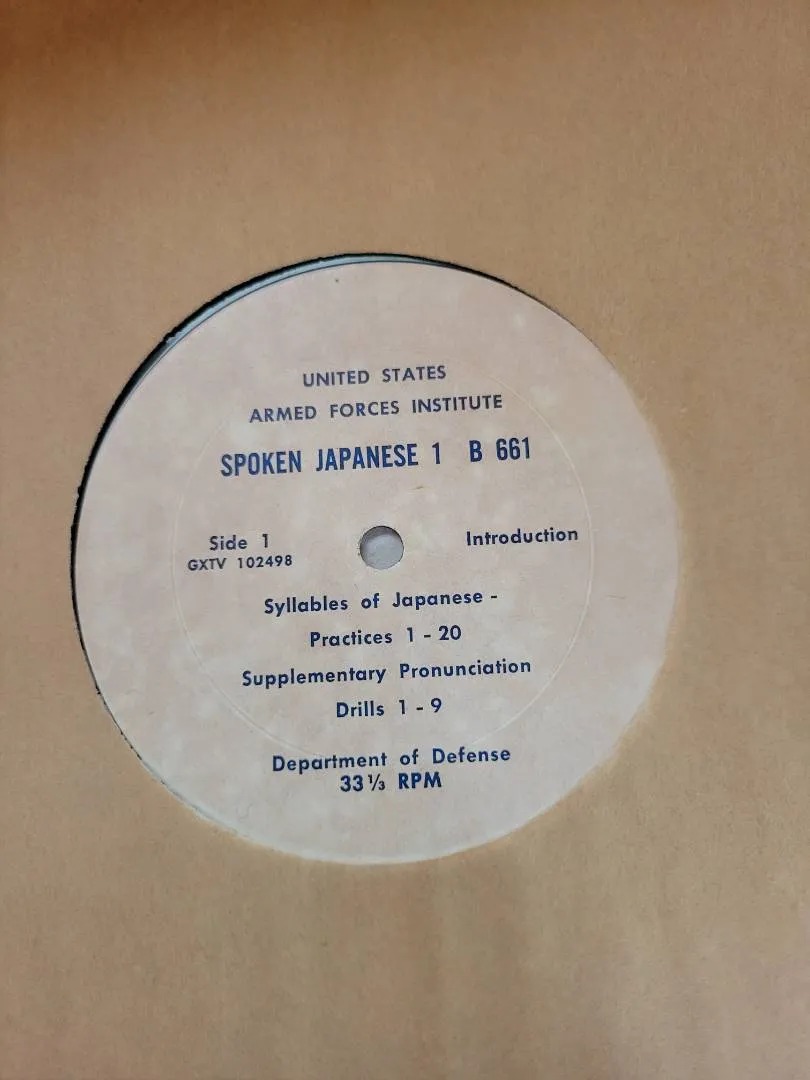 UNITED STATES
ARMED FORCES INSTITUTE
SPOKEN JAPANESE 1 B 661
Side 1 Introduction
GXTV 102498
Syllables of Japanese -
Practices 1 - 20
Supplementary Pronunciation
Drills 1 - 9
Department of Defense
33⅓ RPM